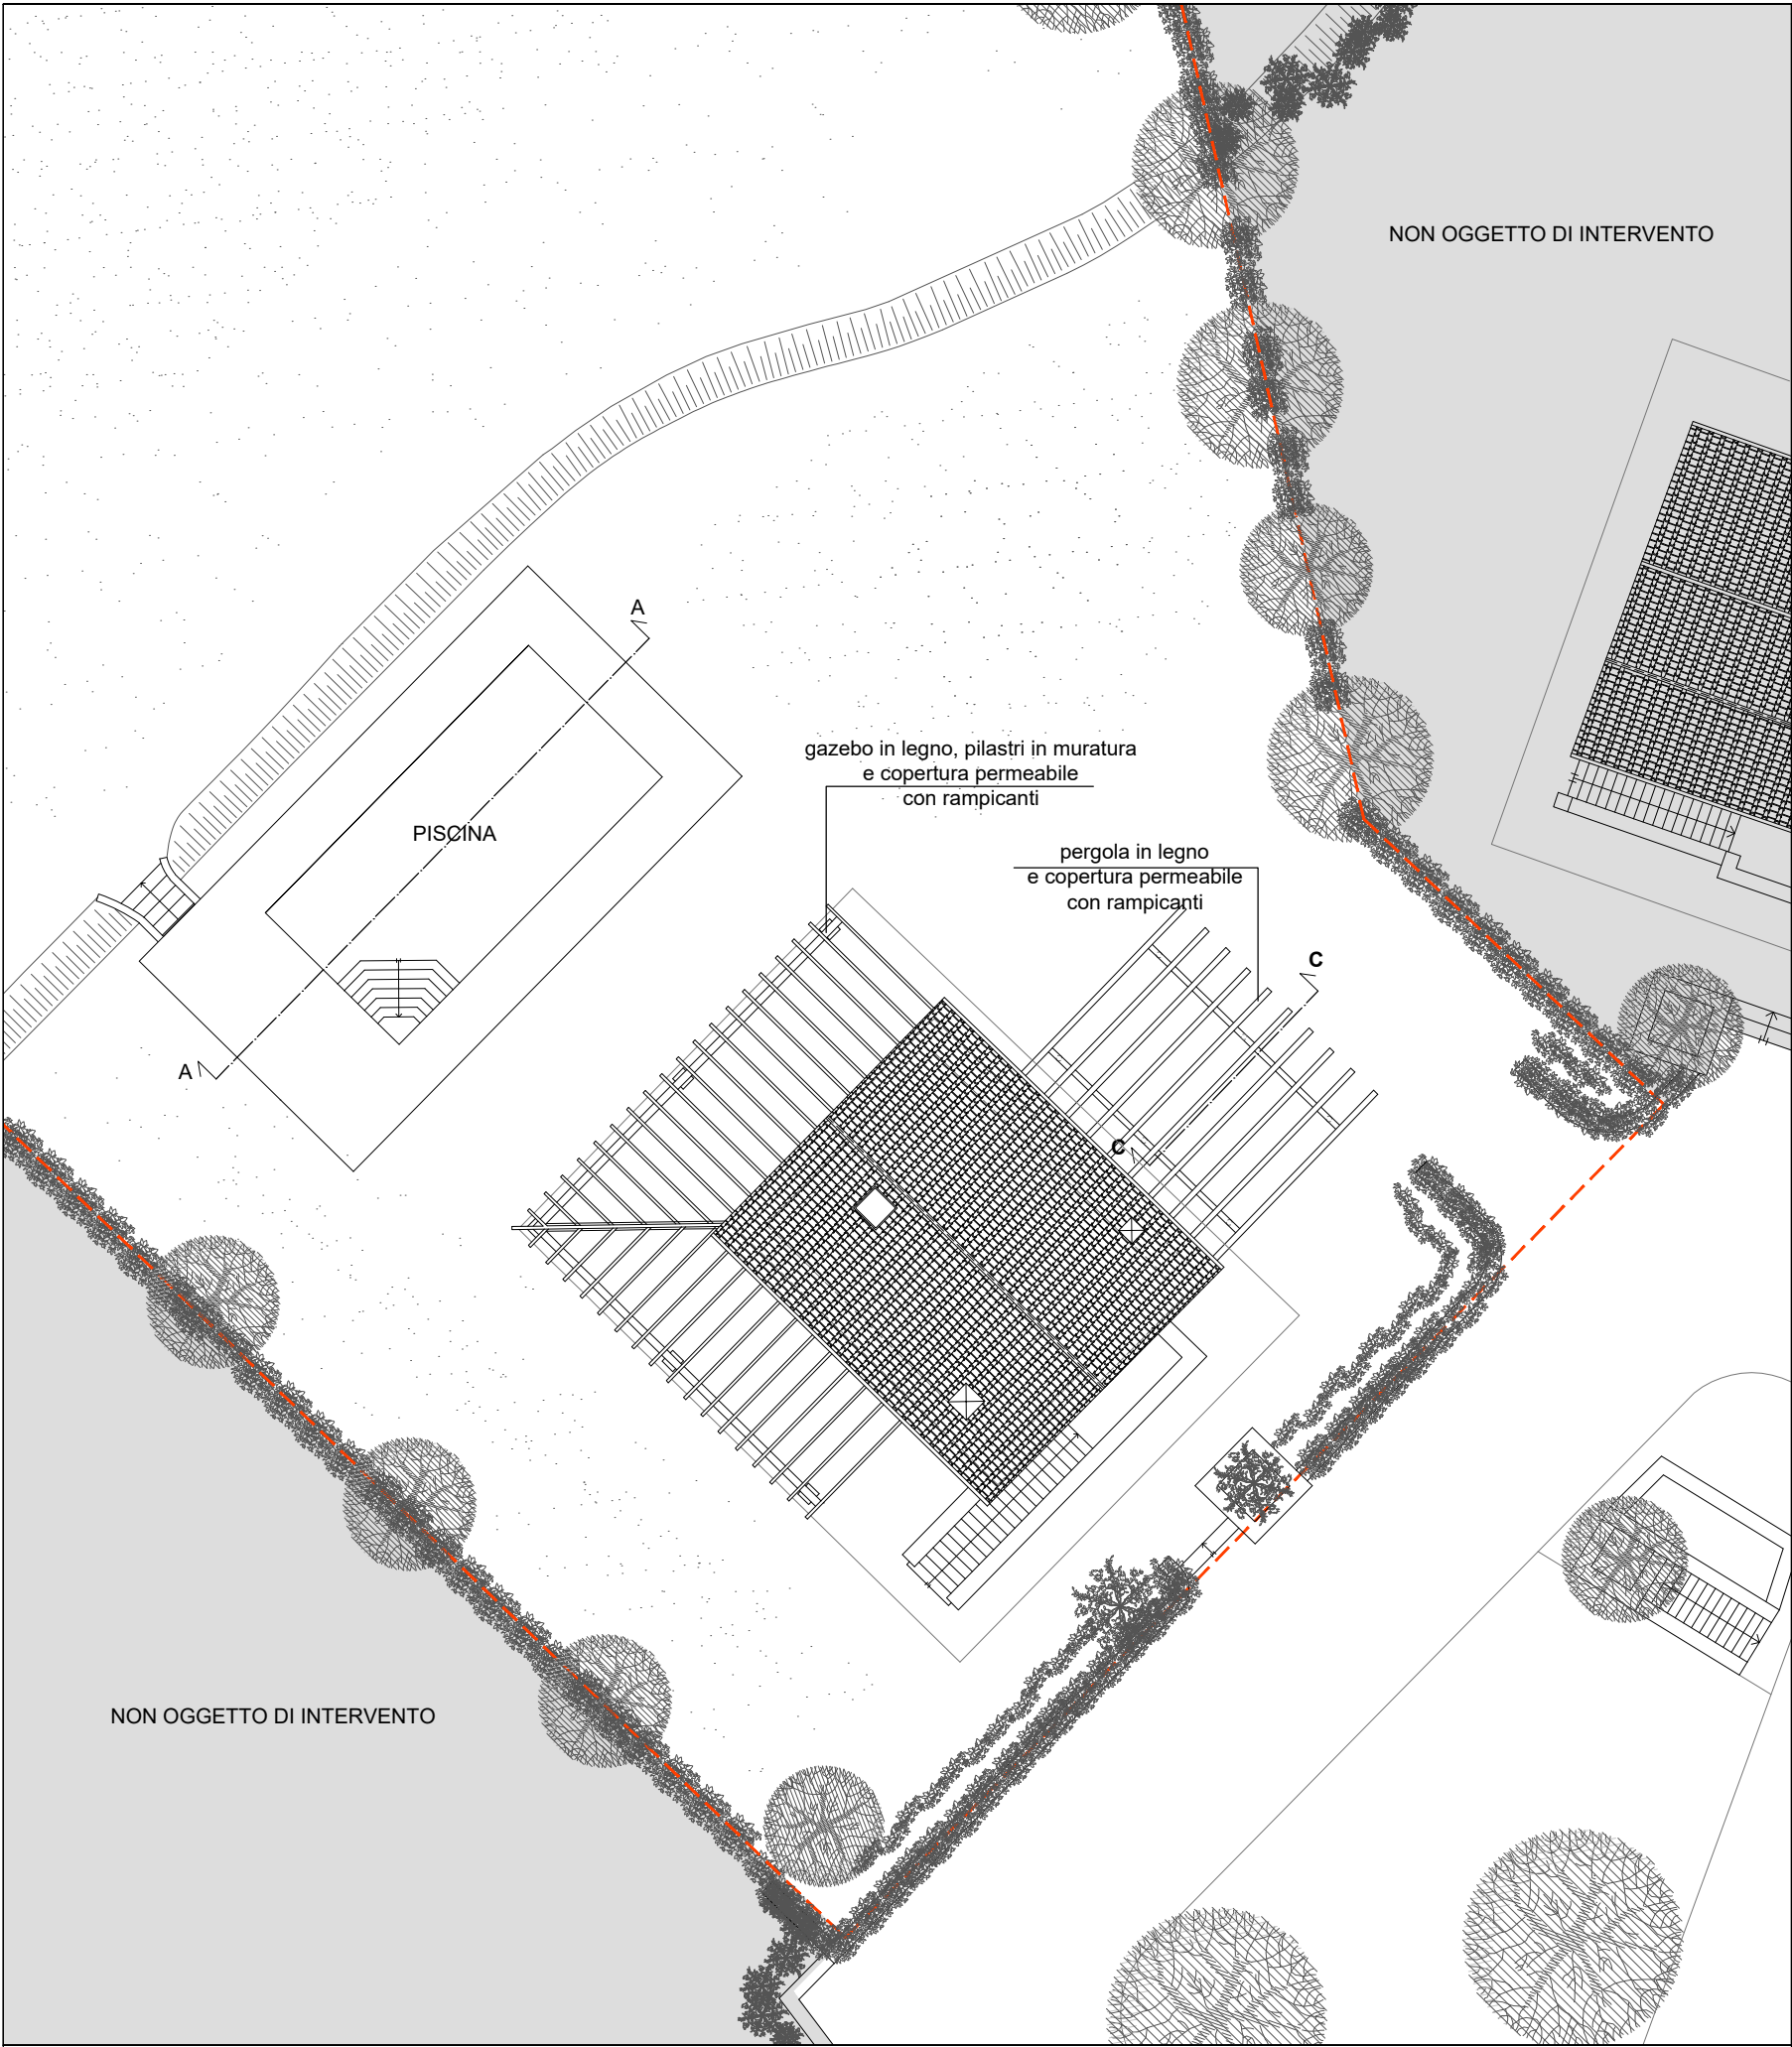 NON OGGETTO DI INTERVENTO
A
gazebo in legno, pilastri in muratura
e copertura permeabile
con rampicanti
PISCINA
pergola in legno
e copertura permeabile
con rampicanti
C
A
C
NON OGGETTO DI INTERVENTO